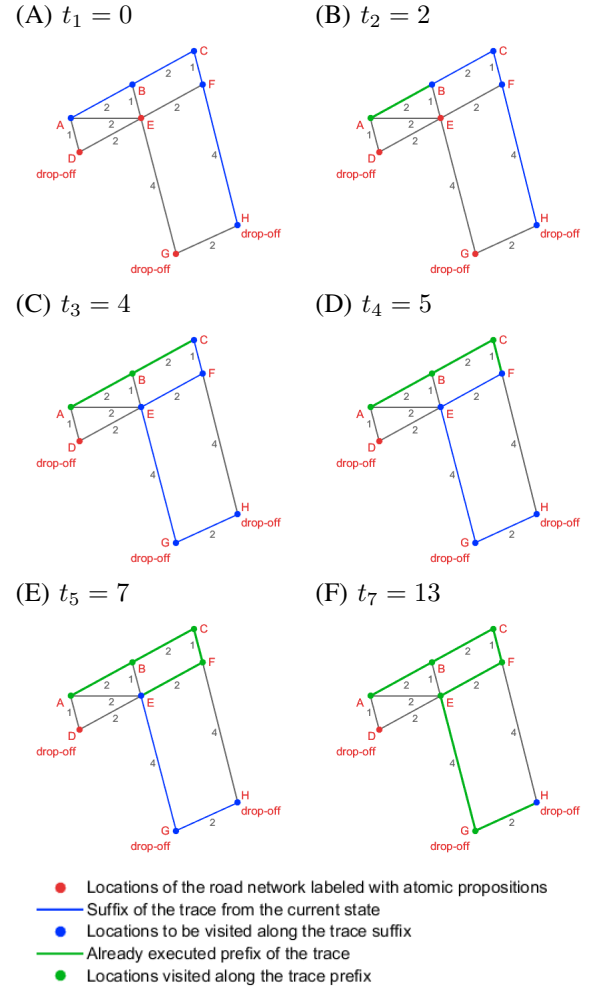 (A) t₁ = 0
C
2
1
B
F
2
1
2
A
2
E
1
2
D
drop-off
4
4
H
drop-off
G
2
drop-off
(B) t₂ = 2
C
2
1
B
F
2
1
2
A
2
E
1
2
D
drop-off
4
4
H
drop-off
G
2
drop-off
(C) t₃ = 4
C
2
1
B
F
2
1
2
A
2
E
1
2
D
drop-off
4
4
H
drop-off
G
2
drop-off
(D) t₄ = 5
C
2
1
B
F
2
1
2
A
2
E
1
2
D
drop-off
4
4
H
drop-off
G
2
drop-off
(E) t₅ = 7
C
2
1
B
F
2
1
2
A
2
E
1
2
D
drop-off
4
4
H
drop-off
G
2
drop-off
(F) t₇ = 13
C
2
1
B
F
2
1
2
A
2
E
1
2
D
drop-off
4
4
H
drop-off
G
2
drop-off
Locations of the road network labeled with atomic propositions
Suffix of the trace from the current state
Locations to be visited along the trace suffix
Already executed prefix of the trace
Locations visited along the trace prefix